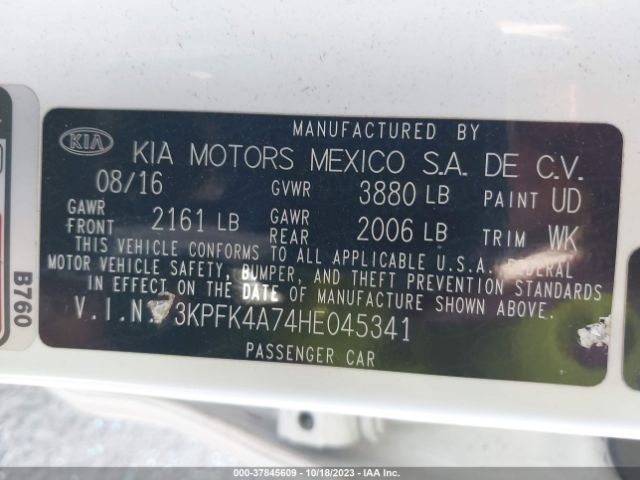 MANUFACTURED BY
KIA
KIA MOTORS MEXICO S.A. DE C.V.
08/16 GVWR 3880 LB PAINT UD
GAWR FRONT 2161 LB GAWR REAR 2006 LB TRIM WK
THIS VEHICLE CONFORMS TO ALL APPLICABLE U.S.A. FEDERAL
MOTOR VEHICLE SAFETY, BUMPER, AND THEFT PREVENTION STANDARDS
IN EFFECT ON THE DATE OF MANUFACTURE SHOWN ABOVE.
V.I.N: 3KPFK4A74HE045341
PASSENGER CAR
B760
000-37845609 - 10/18/2023 - IAA Inc.